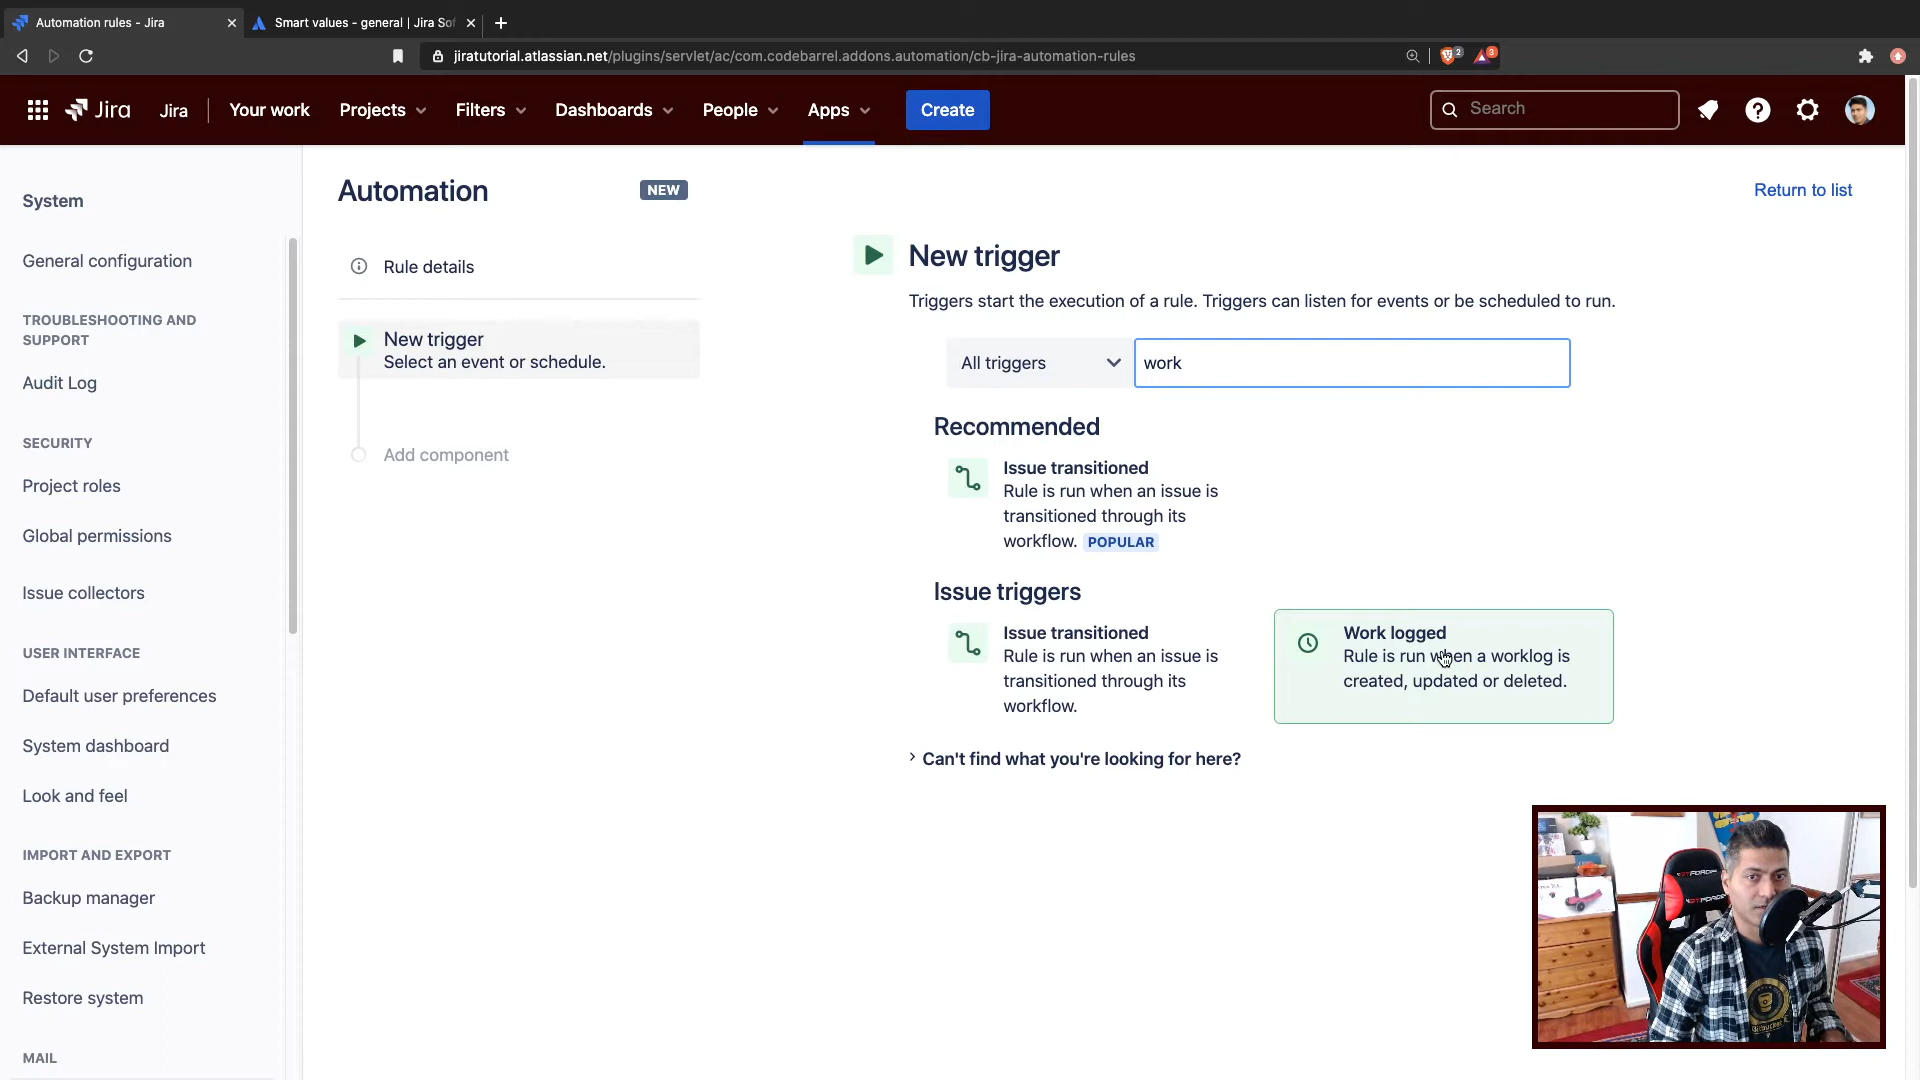 Automation rules - Jira
Smart values - general | Jira Sof
jiratutorial.atlassian.net/plugins/servlet/ac/com.codebarrel.addons.automation/cb-jira-automation-rules
2
3
Jira
Jira
Your work
Projects
Filters
Dashboards
People
Apps
Create
Search
System
General configuration
TROUBLESHOOTING AND
SUPPORT
Audit Log
SECURITY
Project roles
Global permissions
Issue collectors
USER INTERFACE
Default user preferences
System dashboard
Look and feel
IMPORT AND EXPORT
Backup manager
External System Import
Restore system
MAIL
Automation
NEW
Return to list
Rule details
New trigger
Select an event or schedule.
Add component
New trigger
Triggers start the execution of a rule. Triggers can listen for events or be scheduled to run.
All triggers
work
Recommended
Issue transitioned
Rule is run when an issue is
transitioned through its
workflow. POPULAR
Issue triggers
Issue transitioned
Rule is run when an issue is
transitioned through its
workflow.
Work logged
Rule is run when a worklog is
created, updated or deleted.
Can't find what you're looking for here?
GTFORCE
Bitbucket